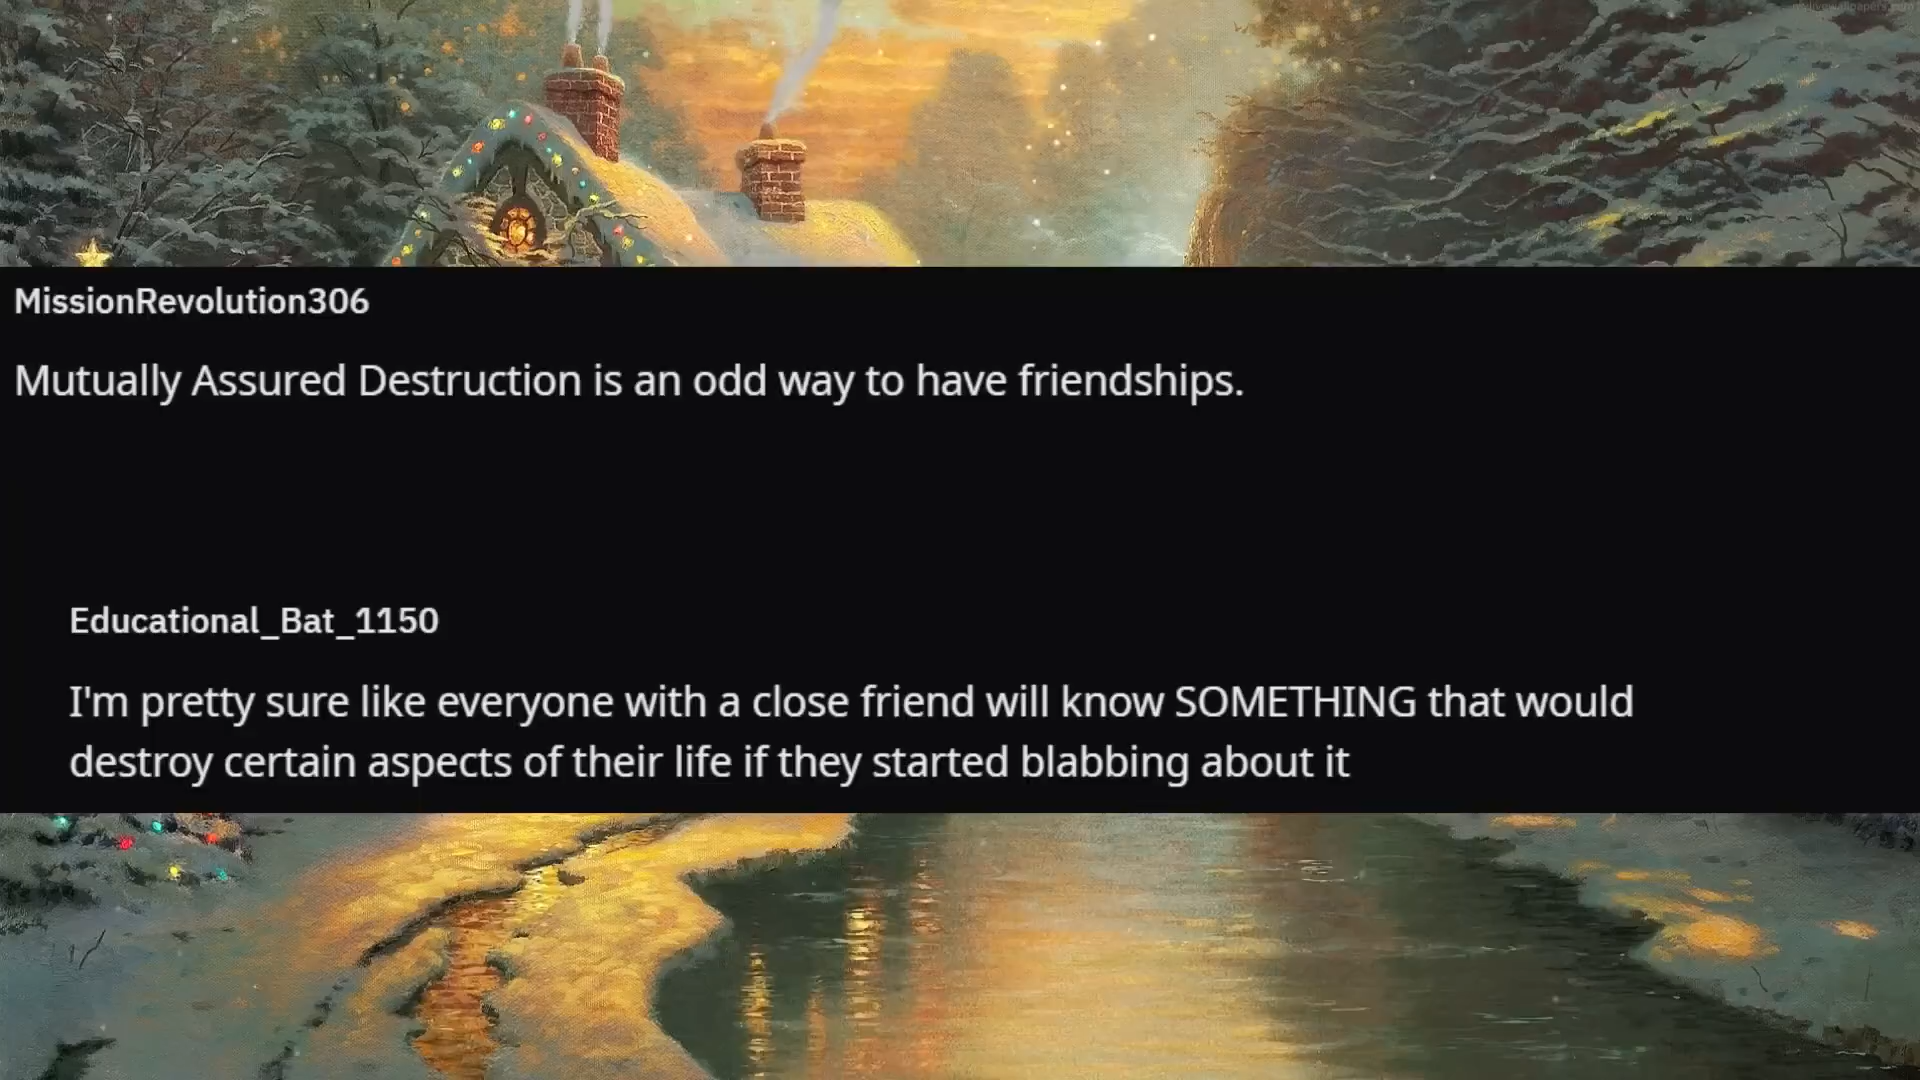 MissionRevolution306
Mutually Assured Destruction is an odd way to have friendships.
Educational_Bat_1150
I'm pretty sure like everyone with a close friend will know SOMETHING that would
destroy certain aspects of their life if they started blabbing about it